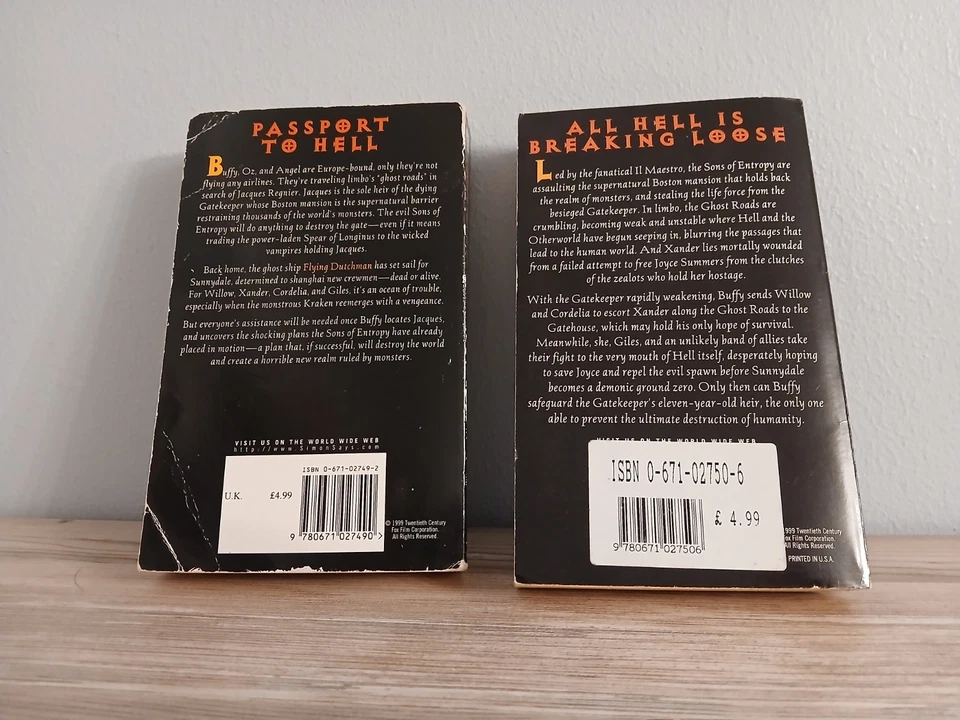 PASSPORT
TO HELL
Buffy, Oz, and Angel are Europe-bound, only they're not
flying any airlines. They're traveling limbo's "ghost roads" in
search of Jacques Regnier. Jacques is the sole heir of the dying
Gatekeeper whose Boston mansion is the supernatural barrier
restraining thousands of the world's monsters. The evil Sons of
Entropy will do anything to destroy the gate—even if it means
trading the power-laden Spear of Longinus to the wicked
vampires holding Jacques.
Back home, the ghost ship Flying Dutchman has set sail for
Sunnydale, determined to shanghai new crewmen—dead or alive.
For Willow, Xander, Cordelia, and Giles, it's an ocean of trouble,
especially when the monstrous Kraken reemerges with a vengeance.
But everyone's assistance will be needed once Buffy locates Jacques,
and uncovers the shocking plans the Sons of Entropy have already
placed in motion—a plan that, if successful, will destroy the world
and create a horrible new realm ruled by monsters.
VISIT US ON THE WORLD WIDE WEB
http://www.SimonSays.com
ISBN 0-671-02749-2
U.K. £4.99
9 780671 027490 >
© 1999 Twentieth Century
Fox Film Corporation.
All Rights Reserved.
ALL HELL IS
BREAKING LOOSE
Led by the fanatical Il Maestro, the Sons of Entropy are
assaulting the supernatural Boston mansion that holds back
the realm of monsters, and stealing the life force from the
besieged Gatekeeper. In limbo, the Ghost Roads are
crumbling, becoming weak and unstable where Hell and the
Otherworld have begun seeping in, blurring the passages that
lead to the human world. And Xander lies mortally wounded
from a failed attempt to free Joyce Summers from the clutches
of the zealots who hold her hostage.
With the Gatekeeper rapidly weakening, Buffy sends Willow
and Cordelia to escort Xander along the Ghost Roads to the
Gatehouse, which may hold his only hope of survival.
Meanwhile, she, Giles, and an unlikely band of allies take
their fight to the very mouth of Hell itself, desperately hoping
to save Joyce and repel the evil spawn before Sunnydale
becomes a demonic ground zero. Only then can Buffy
safeguard the Gatekeeper's eleven-year-old heir, the only one
able to prevent the ultimate destruction of humanity.
VISIT US ON THE WORLD WIDE WEB
ISBN 0-671-02750-6
£ 4.99
9 780671 027506
1999 Twentieth Century
Fox Film Corporation.
All Rights Reserved.
PRINTED IN U.S.A.